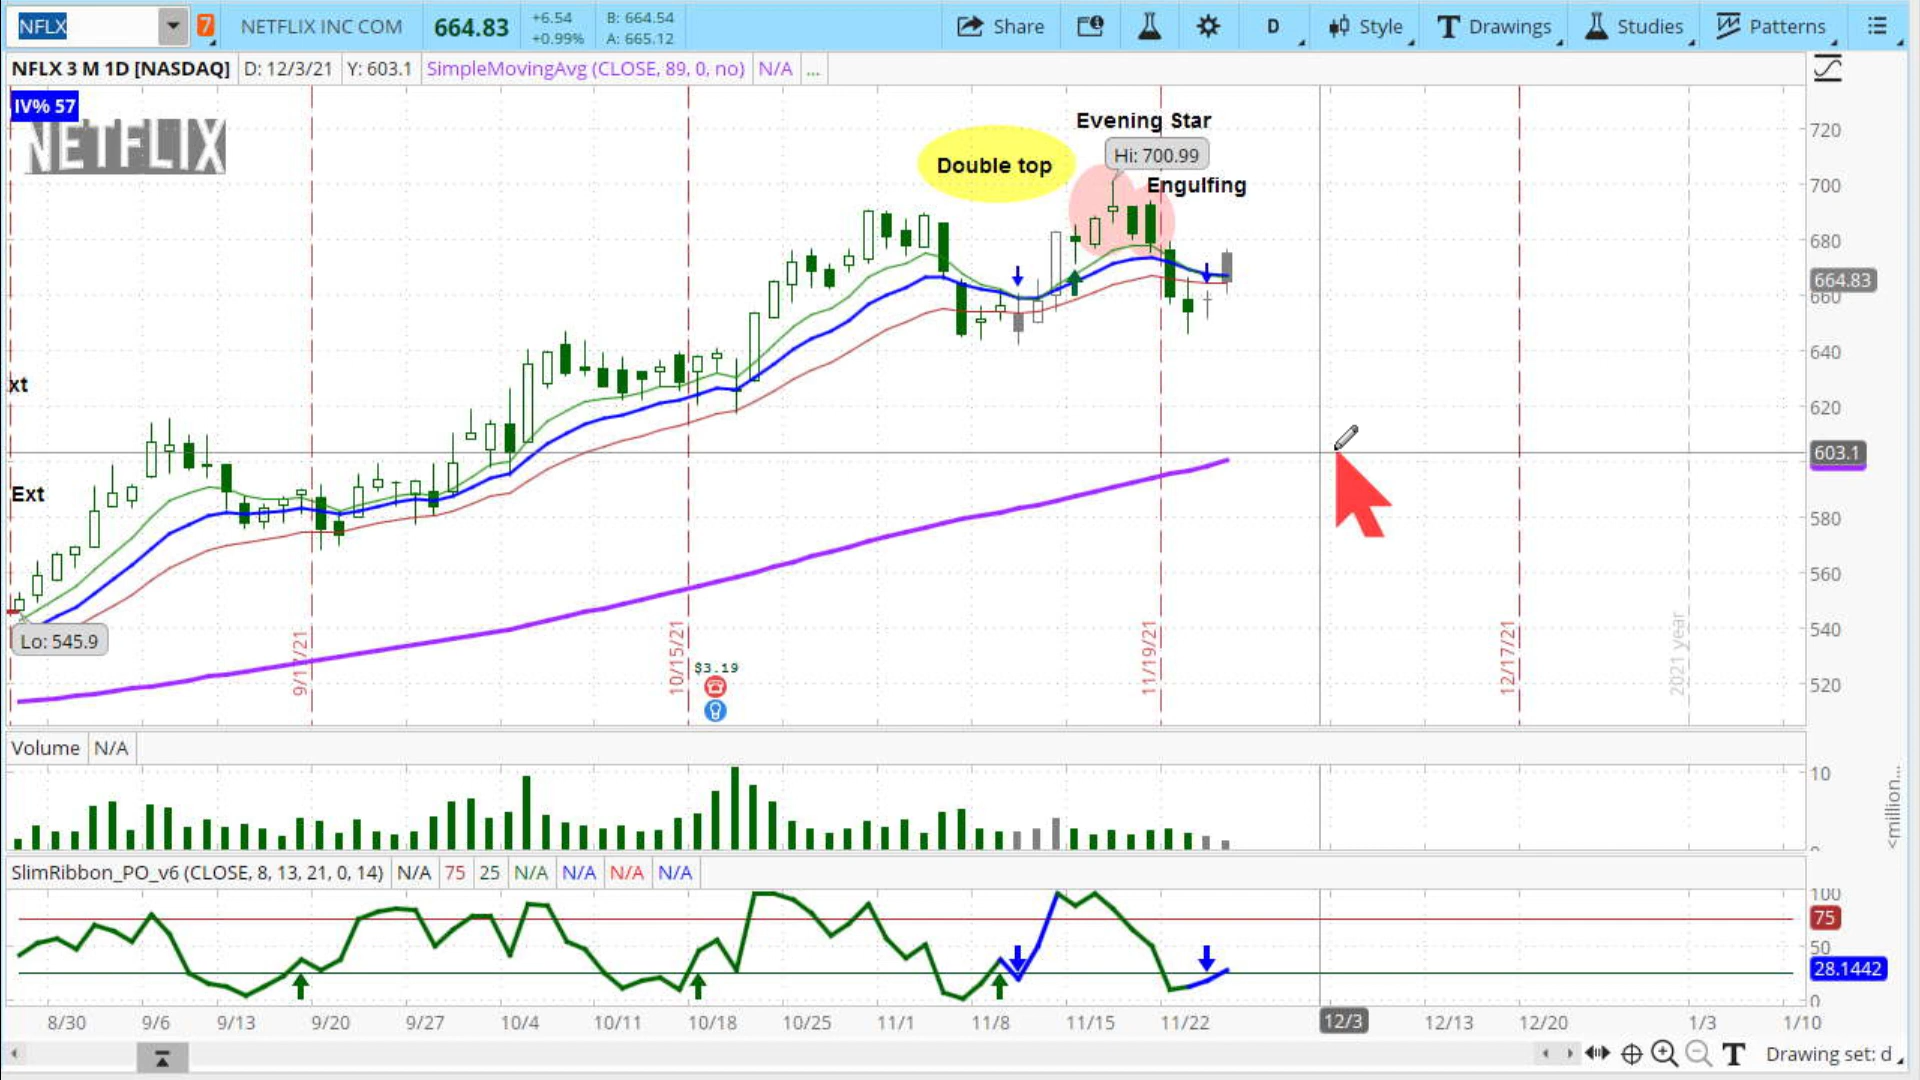 NFLX
7
NETFLIX INC COM
664.83
+6.54
+0.99%
B: 664.54
A: 665.12
Share
D
Style
Drawings
Studies
Patterns
NFLX 3 M 1D [NASDAQ]
D: 12/3/21
Y: 603.1
SimpleMovingAvg (CLOSE, 89, 0, no)
N/A
...
IV% 57
NETFLIX
Evening Star
Hi: 700.99
Double top
Engulfing
xt
Ext
Lo: 545.9
720
700
680
664.83
660
640
620
603.1
580
560
540
520
9/17/21
10/15/21
$3.19
11/19/21
12/17/21
2021 year
Volume
N/A
10
0
<million...
SlimRibbon_PO_v6 (CLOSE, 8, 13, 21, 0, 14)
N/A
75
25
N/A
N/A
N/A
N/A
100
75
50
28.1442
0
8/30
9/6
9/13
9/20
9/27
10/4
10/11
10/18
10/25
11/1
11/8
11/15
11/22
12/3
12/13
12/20
1/3
1/10
T
Drawing set: d